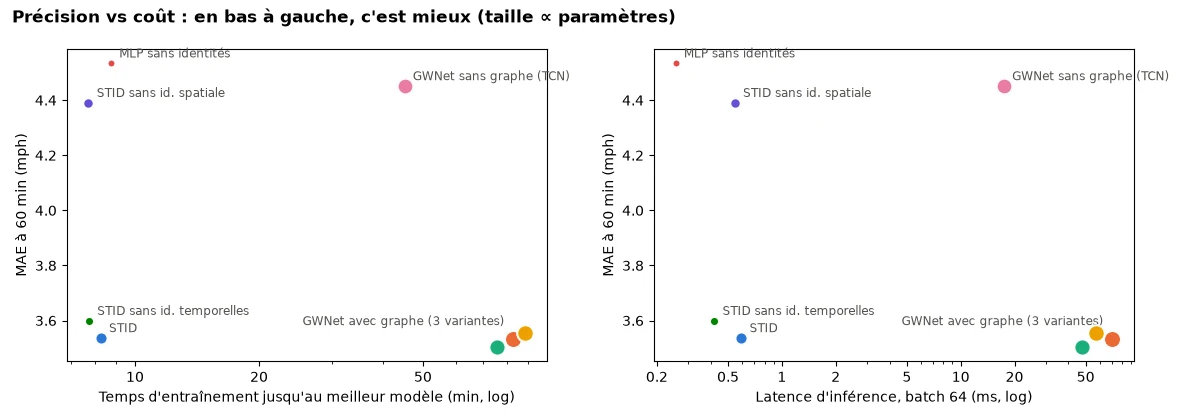 Précision vs coût : en bas à gauche, c'est mieux (taille ∝ paramètres)
MLP sans identités
GWNet sans graphe (TCN)
STID sans id. spatiale
STID sans id. temporelles
STID
GWNet avec graphe (3 variantes)
4.4
4.2
4.0
3.8
3.6
MAE à 60 min (mph)
10
20
50
Temps d'entraînement jusqu'au meilleur modèle (min, log)
MLP sans identités
GWNet sans graphe (TCN)
STID sans id. spatiale
STID sans id. temporelles
STID
GWNet avec graphe (3 variantes)
4.4
4.2
4.0
3.8
3.6
MAE à 60 min (mph)
0.2
0.5
1
2
5
10
20
50
Latence d'inférence, batch 64 (ms, log)